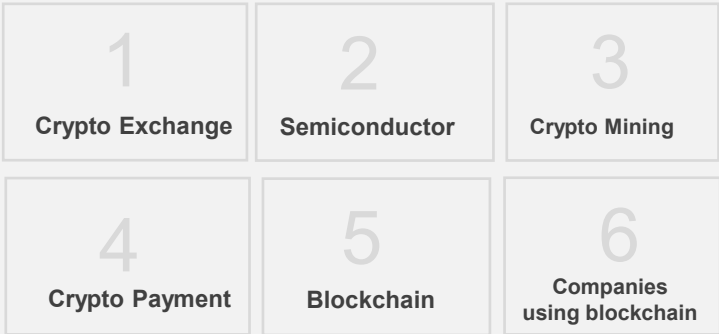 1
Crypto Exchange
2
Semiconductor
3
Crypto Mining
4
Crypto Payment
5
Blockchain
6
Companies
using blockchain